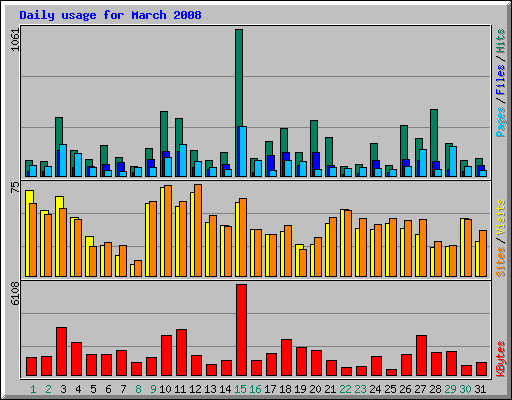 Daily usage for March 2008
1061
Pages / Files / Hits
75
Sites / Visits
6108
KBytes
1 2 3 4 5 6 7 8 9 10 11 12 13 14 15 16 17 18 19 20 21 22 23 24 25 26 27 28 29 30 31